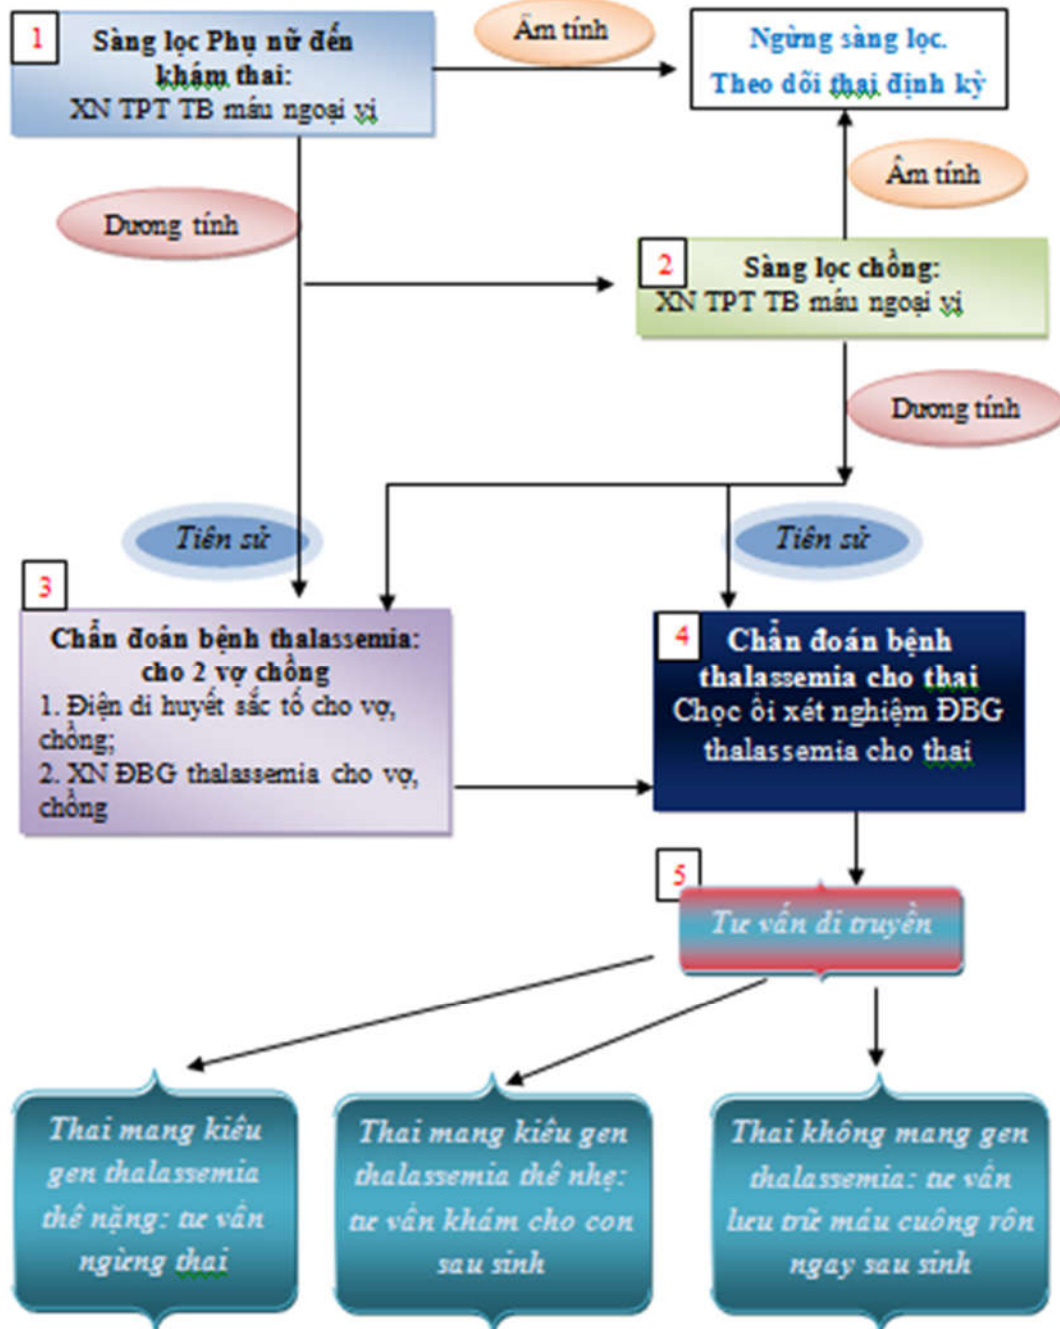 1
Sàng lọc Phụ nữ đến
khám thai:
XN TPT TB máu ngoại vi
Âm tính
Ngừng sàng lọc.
Theo dõi thai định kỳ
Âm tính
Dương tính
2
Sàng lọc chồng:
XN TPT TB máu ngoại vi
Dương tính
Tiền sử
Tiền sử
3
Chẩn đoán bệnh thalassemia:
cho 2 vợ chồng
1. Điện di huyết sắc tố cho vợ,
chồng;
2. XN ĐBG thalassemia cho vợ,
chồng
4
Chẩn đoán bệnh
thalassemia cho thai
Chọc ối xét nghiệm ĐBG
thalassemia cho thai
5
Tư vấn di truyền
Thai mang kiểu
gen thalassemia
thể nặng: tư vấn
ngừng thai
Thai mang kiểu gen
thalassemia thể nhẹ:
tư vấn khám cho con
sau sinh
Thai không mang gen
thalassemia: tư vấn
lưu trữ máu cuống rốn
ngay sau sinh